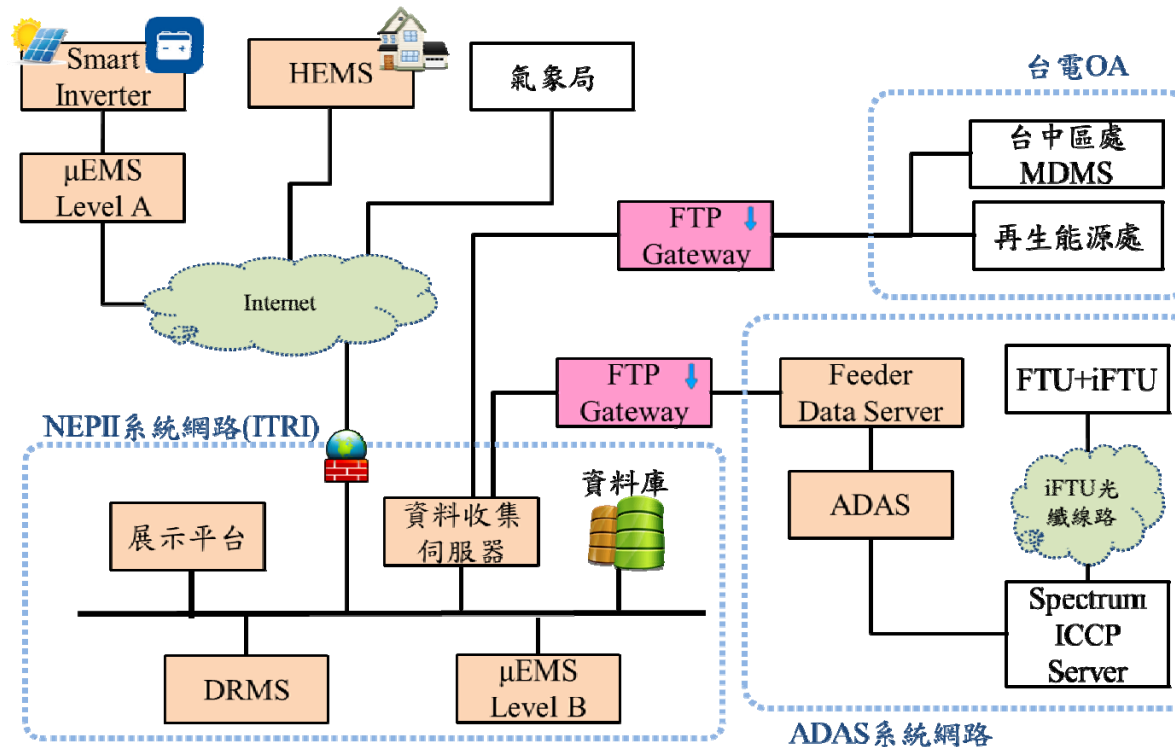 Smart
Inverter
HEMS
氣象局
台電OA
台中區處
MDMS
μEMS
Level A
FTP
Gateway
再生能源處
Internet
FTP
Gateway
Feeder
Data Server
FTU+iFTU
NEPII系統網路(ITRI)
資料庫
展示平台
資料收集
伺服器
ADAS
iFTU光
纖線路
Spectrum
ICCP
Server
DRMS
μEMS
Level B
ADAS系統網路